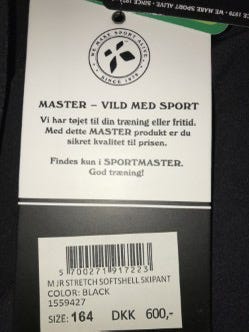 WE MAKE SPORT ALIVE
SINCE 1979
MASTER – VILD MED SPORT
Vi har tøjet til din træning eller fritid.
Med dette MASTER produkt er du
sikret kvalitet til prisen.
Findes kun i SPORTMASTER.
God træning!
5 700271 917223
M JR STRETCH SOFTSHELL SKIPANT
COLOR: BLACK
1559427
SIZE: 164 DKK 600,-